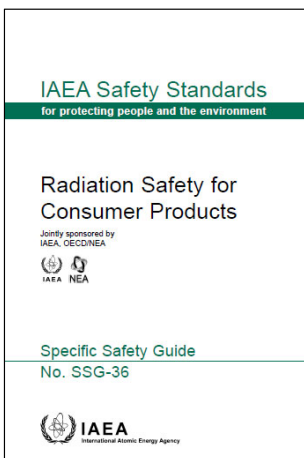 IAEA Safety Standards
for protecting people and the environment
Radiation Safety for
Consumer Products
Jointly sponsored by
IAEA, OECD/NEA
IAEA NEA
Specific Safety Guide
No. SSG-36
IAEA
International Atomic Energy Agency